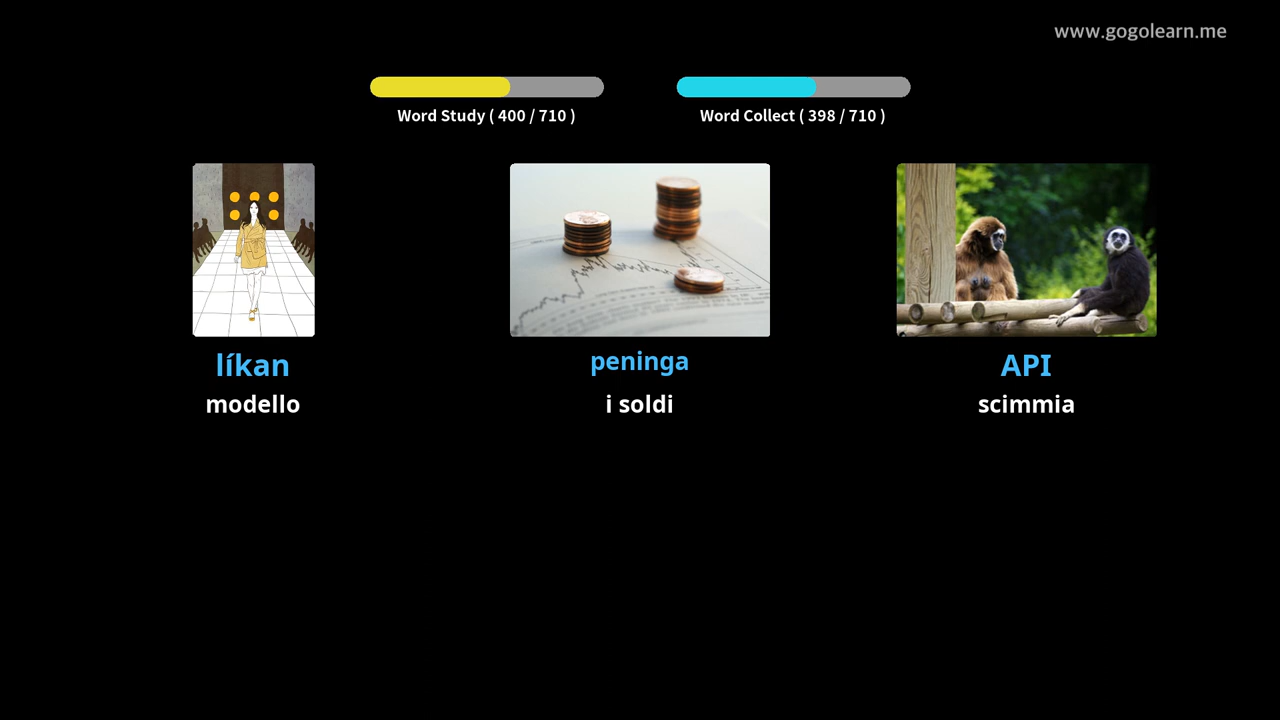 www.gogolearn.me
Word Study ( 400 / 710 )
Word Collect ( 398 / 710 )
líkan
peninga
API
modello
i soldi
scimmia